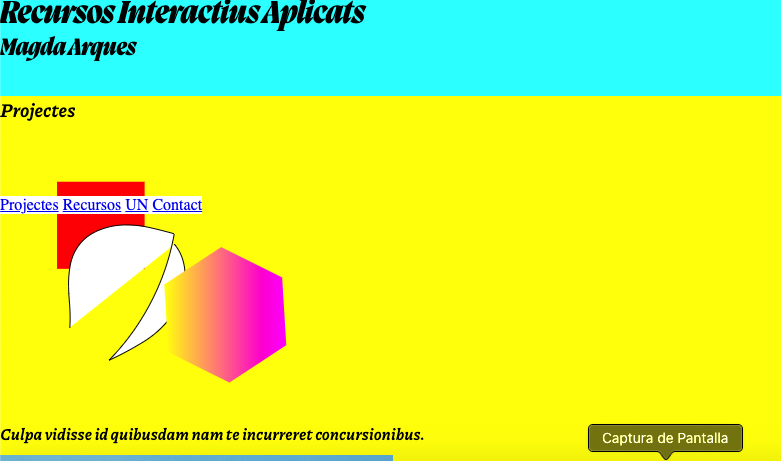 Recursos Interactius Aplicats
Magda Arques
Projectes
Projectes Recursos UN Contact
Culpa vidisse id quibusdam nam te incurreret concursionibus.
Captura de Pantalla